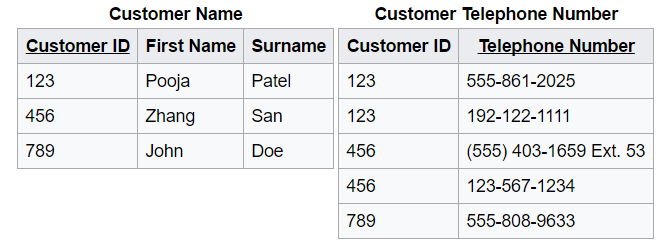 Customer Name
Customer ID First Name Surname
123 Pooja Patel
456 Zhang San
789 John Doe
Customer Telephone Number
Customer ID Telephone Number
123 555-861-2025
123 192-122-1111
456 (555) 403-1659 Ext. 53
456 123-567-1234
789 555-808-9633